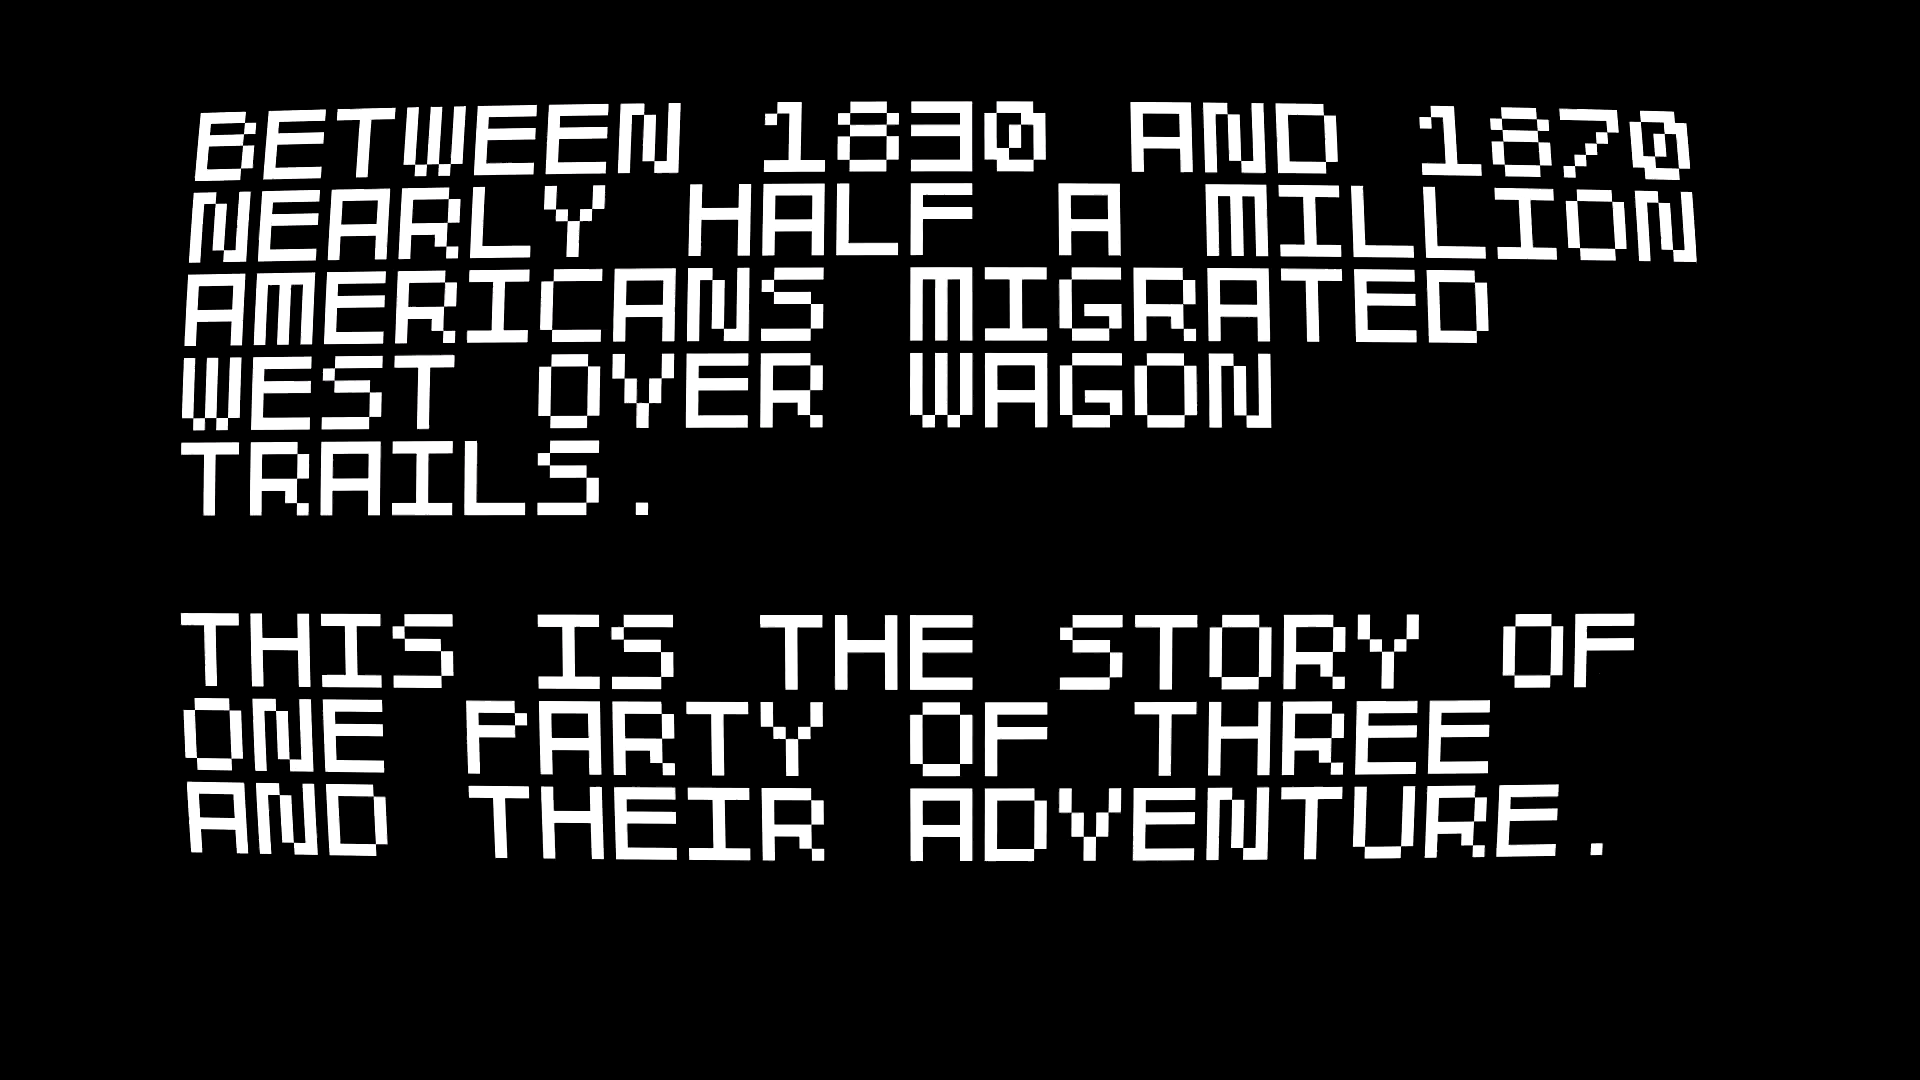 BETWEEN 1830 AND 1870
NEARLY HALF A MILLION
AMERICANS MIGRATED
WEST OVER WAGON
TRAILS.
THIS IS THE STORY OF
ONE PARTY OF THREE
AND THEIR ADVENTURE.